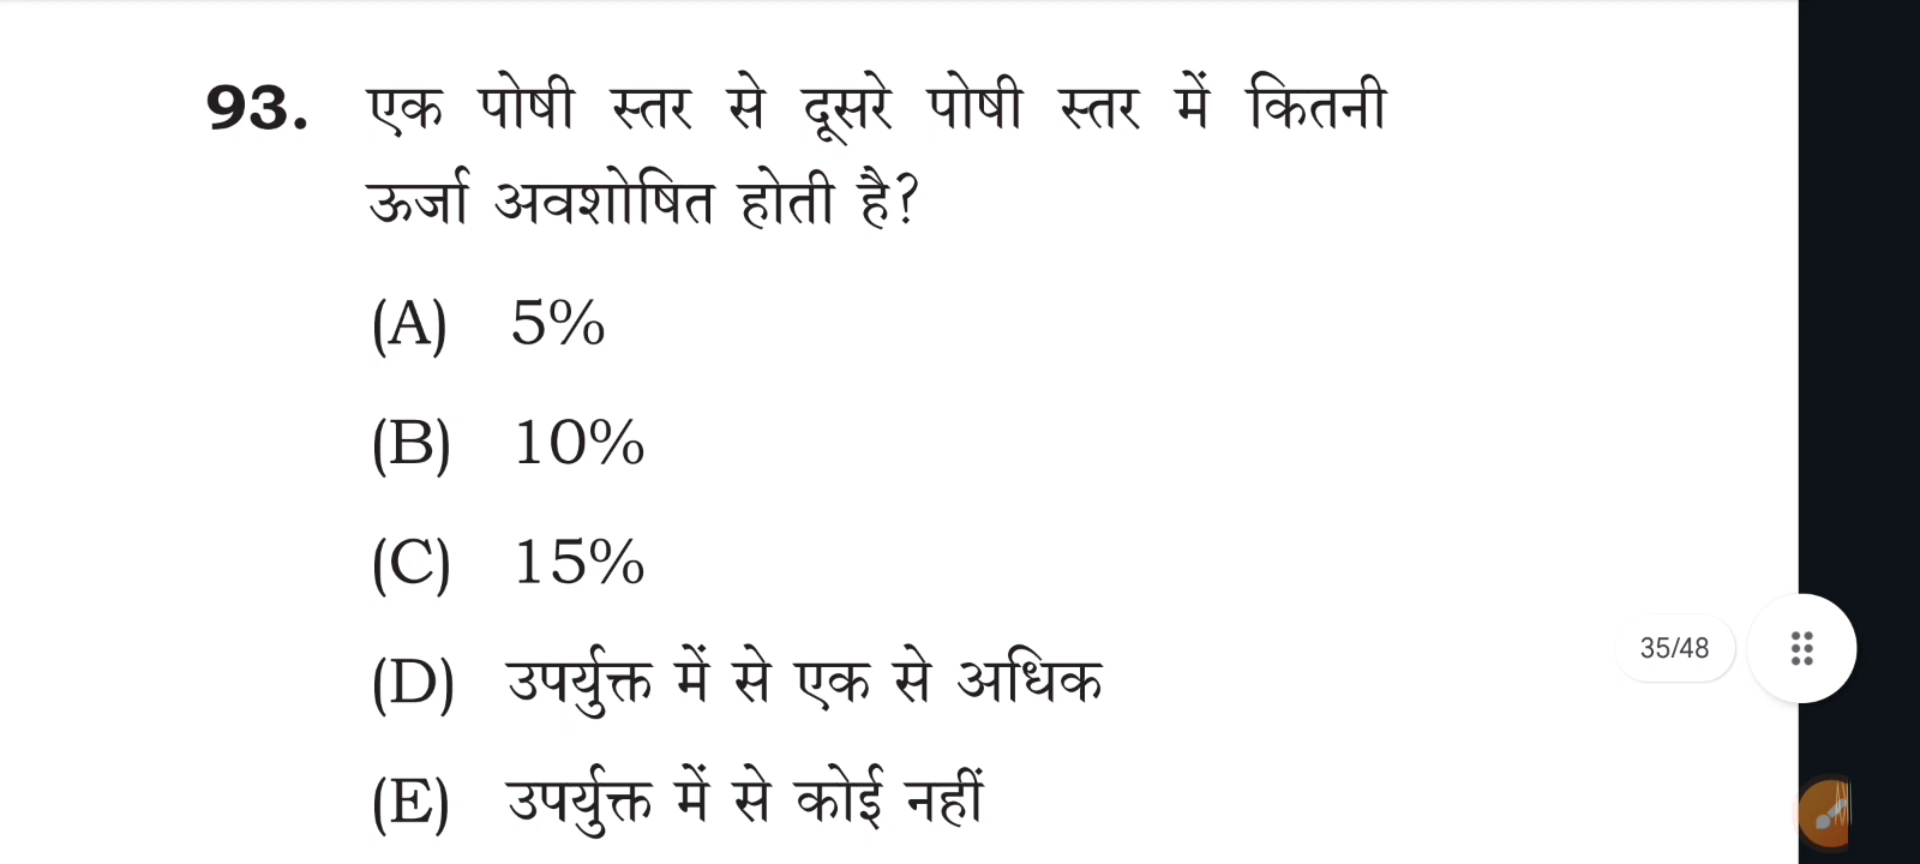 93. एक पोषी स्तर से दूसरे पोषी स्तर में कितनी
ऊर्जा अवशोषित होती है?
(A) 5%
(B) 10%
(C) 15%
(D) उपर्युक्त में से एक से अधिक
(E) उपर्युक्त में से कोई नहीं
35/48